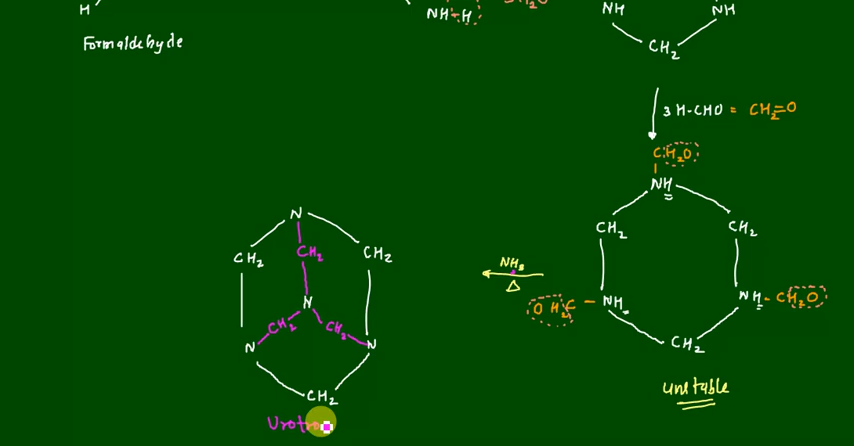 H
NH-H
NH
NH
Formaldehyde
CH2
3 H-CHO = CH2=O
CH2O
NH
CH2
CH2
N
CH2
CH2
CH2
NH3
Δ
N
OH2C - NH
NH - CH2O
CH2
CH2
N
N
CH2
CH2
Unstable